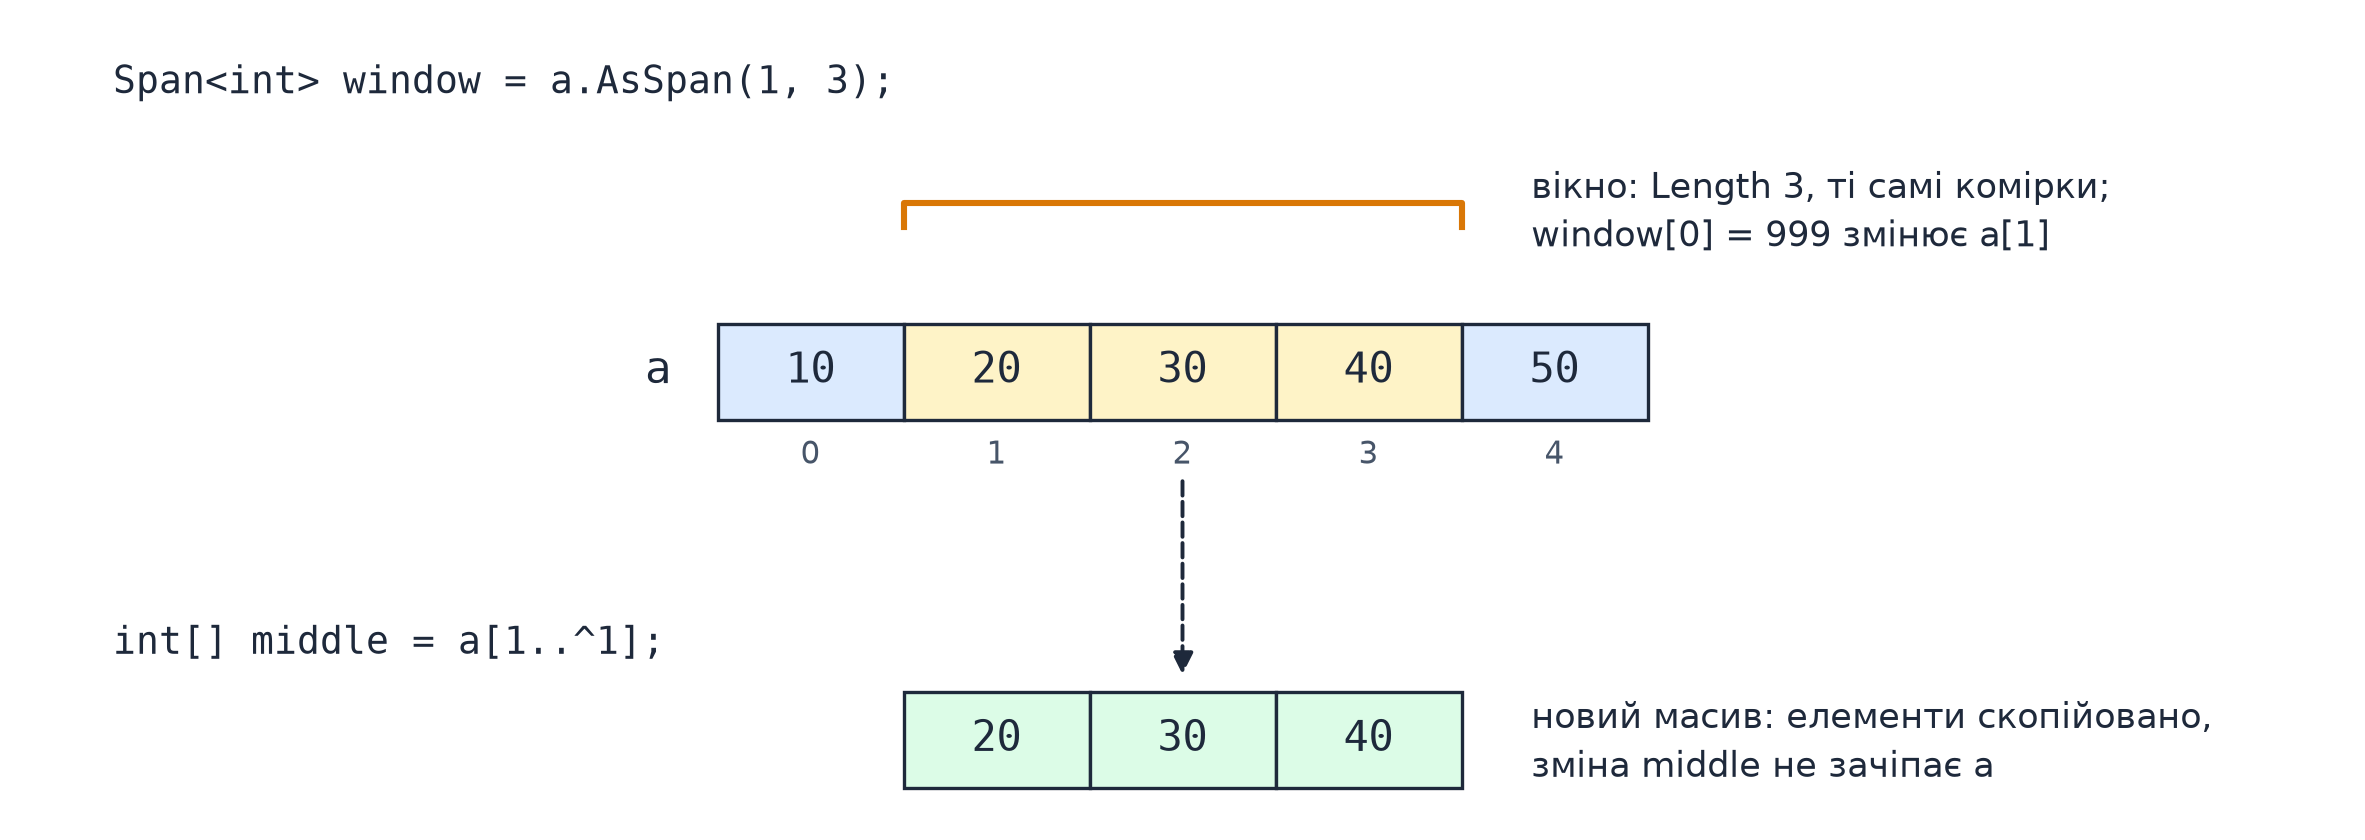 Span<int> window = a.AsSpan(1, 3);
вікно: Length 3, ті самі комірки;
window[0] = 999 змінює a[1]
a 10 20 30 40 50
0 1 2 3 4
int[] middle = a[1..^1];
20 30 40
новий масив: елементи скопійовано,
зміна middle не зачіпає a